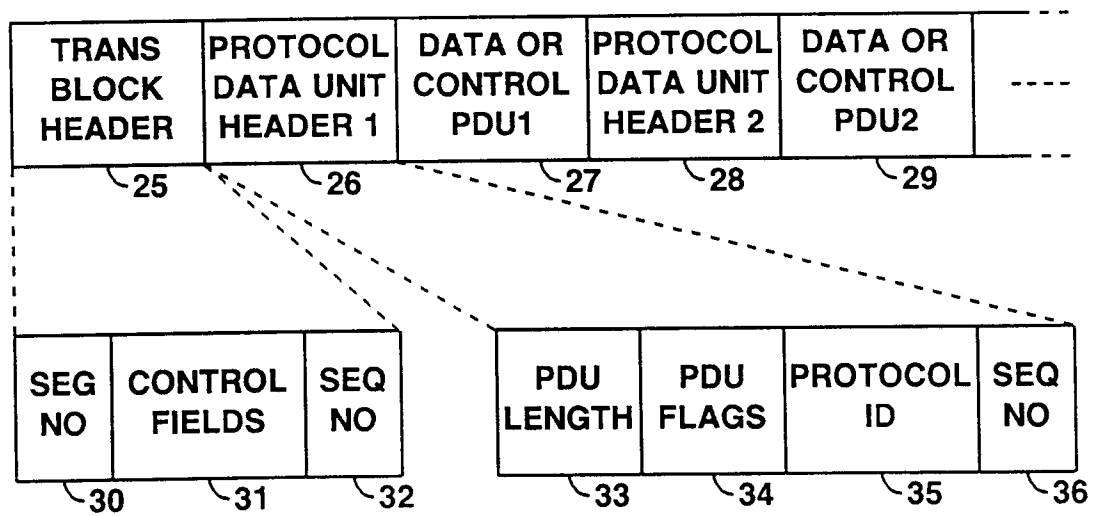 TRANS
BLOCK
HEADER
PROTOCOL
DATA UNIT
HEADER 1
DATA OR
CONTROL
PDU1
PROTOCOL
DATA UNIT
HEADER 2
DATA OR
CONTROL
PDU2
25
26
27
28
29
SEG
NO
CONTROL
FIELDS
SEQ
NO
PDU
LENGTH
PDU
FLAGS
PROTOCOL
ID
SEQ
NO
30
31
32
33
34
35
36